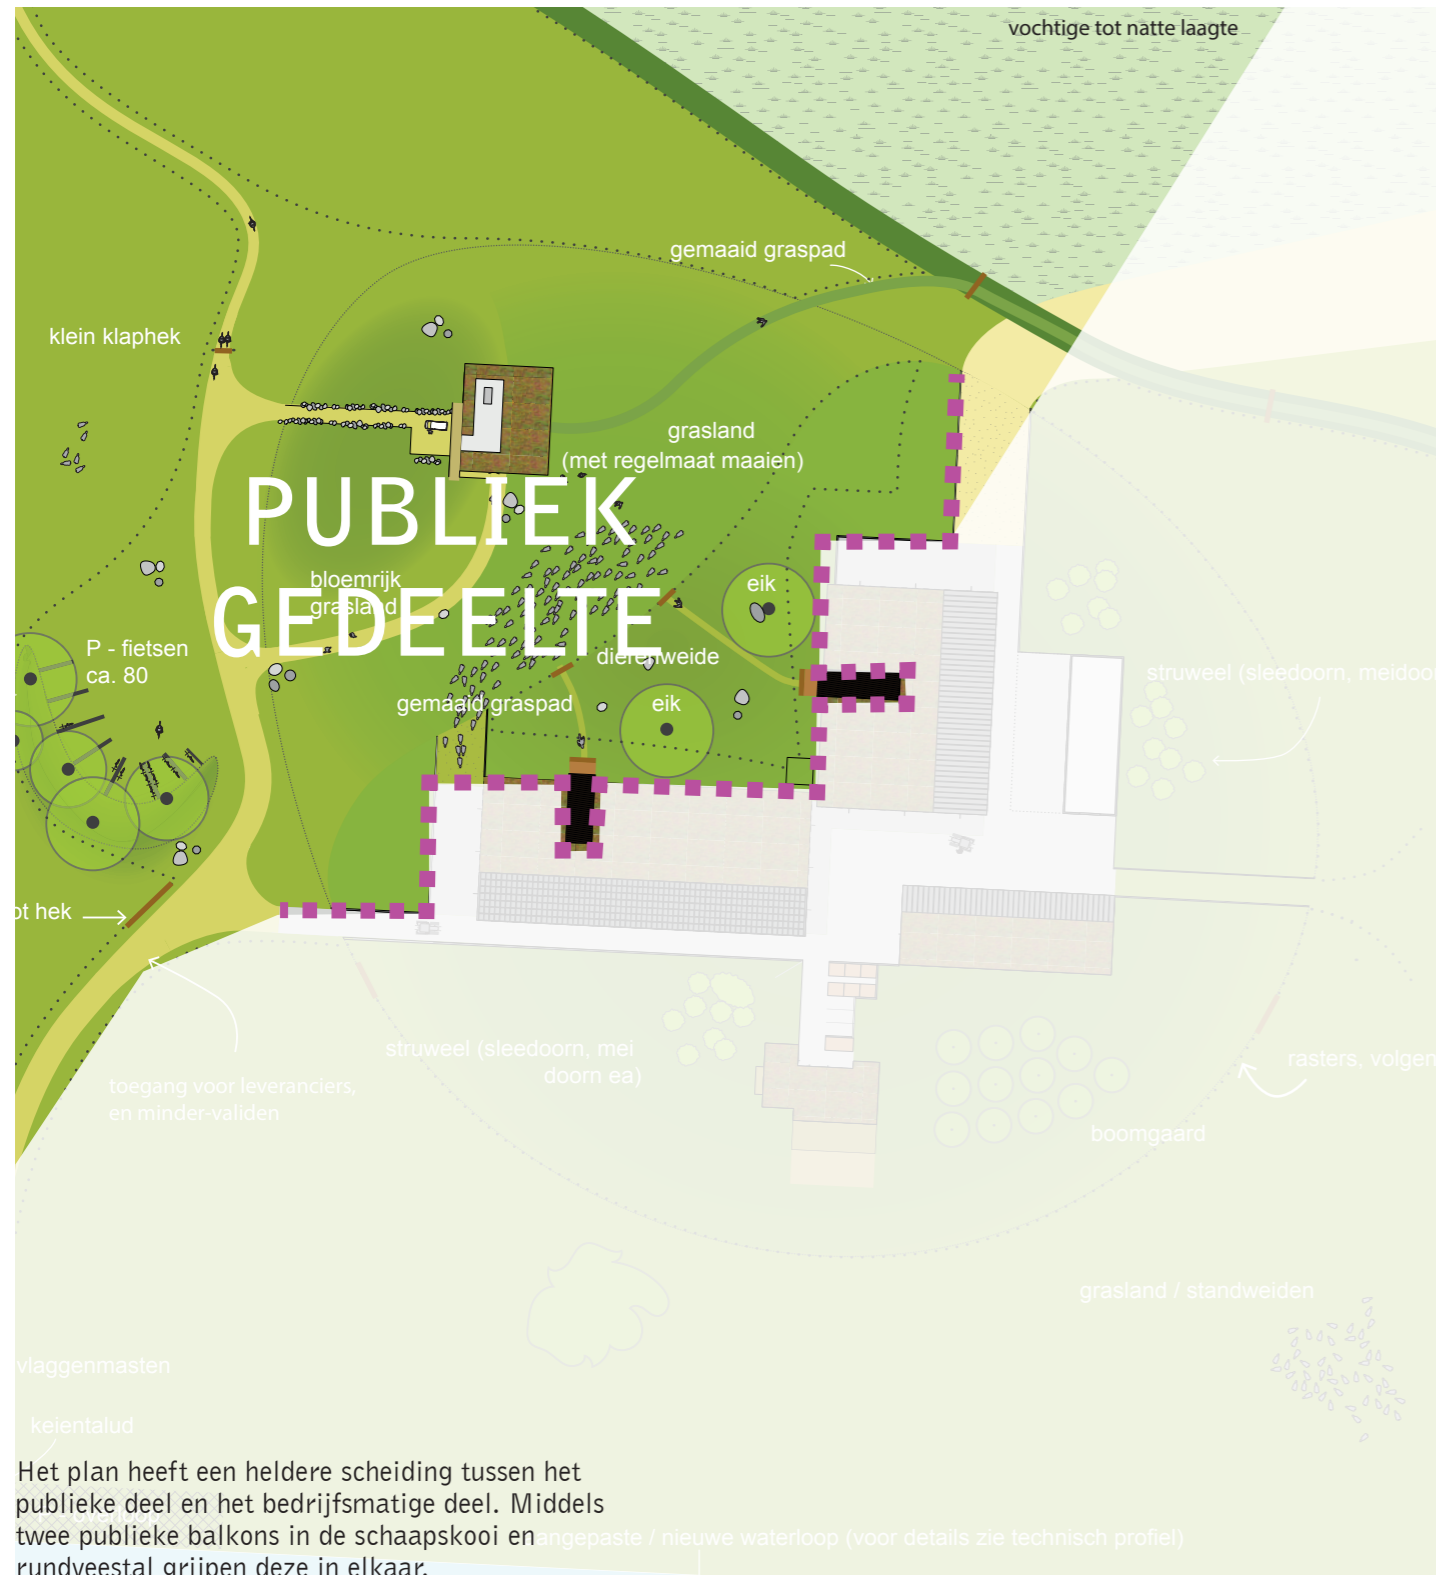 vochtige tot natte laagte
gemaaid graspad
klein klaphek
grasland
(met regelmaat maaien)
PUBLIEK
GEDEELTE
bloemrijk
grasland
eik
P - fietsen
ca. 80
dierenweide
gemaaid graspad
eik
struweel (sleedoorn, meidoor
ot hek
struweel (sleedoorn, mei
doorn ea)
toegang voor leveranciers,
en minder-validen
rasters, volgen
boomgaard
grasland / standweiden
vlaggenmasten
keientalud
Het plan heeft een heldere scheiding tussen het
publieke deel en het bedrijfsmatige deel. Middels
twee publieke balkons in de schaapskooi en
rundveestal grijpen deze in elkaar.
angepaste / nieuwe waterloop (voor details zie technisch profiel)